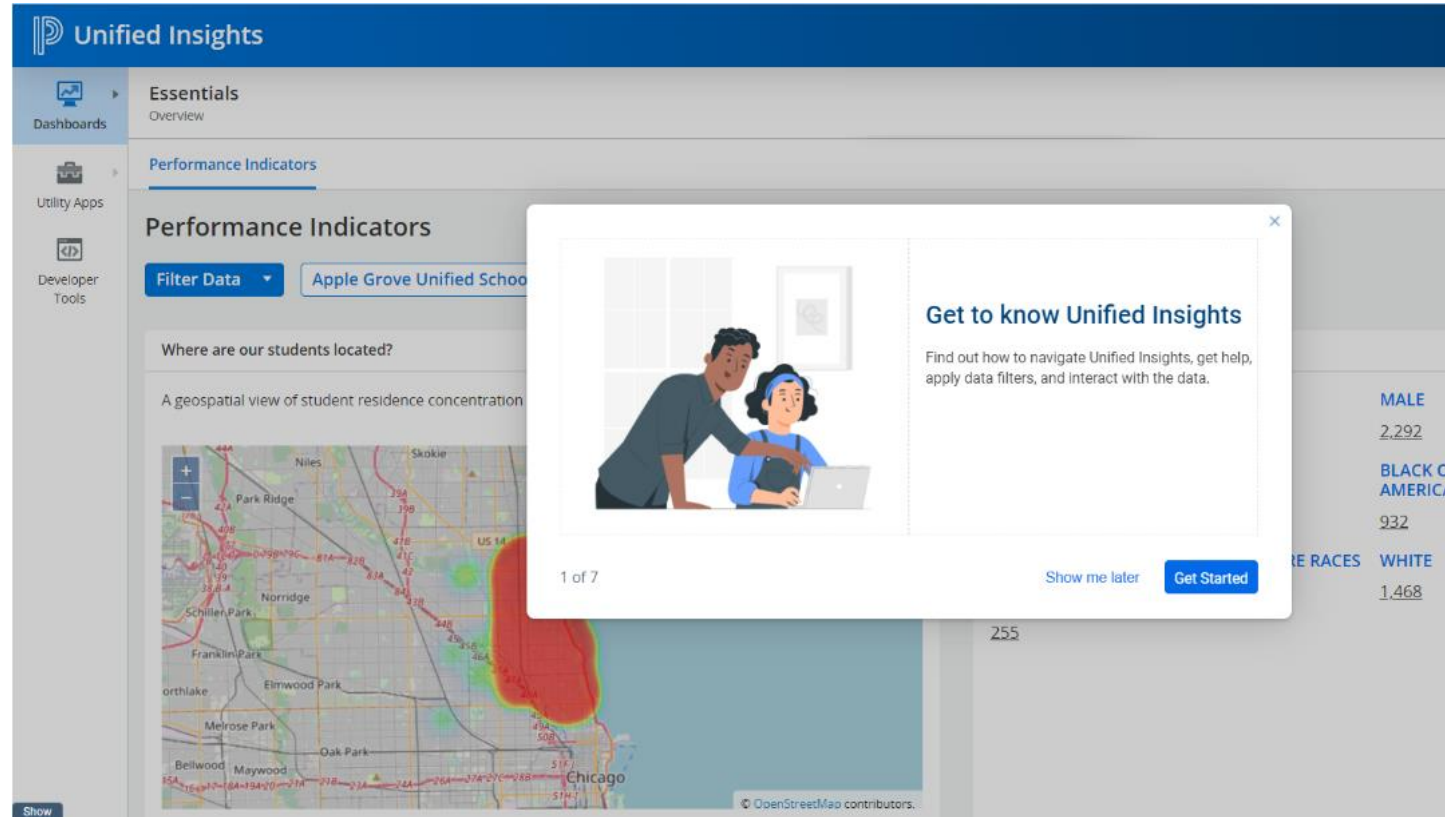 Unified Insights
Dashboards
Utility Apps
Developer
Tools
Essentials
Overview
Performance Indicators
Performance Indicators
Filter Data
Apple Grove Unified Schoo
Where are our students located?
A geospatial view of student residence concentration
+
−
Niles
Skokie
Park Ridge
US 14
Norridge
Schiller Park
Franklin Park
Elmwood Park
orthlake
Melrose Park
Oak Park
Bellwood
Maywood
Chicago
© OpenStreetMap contributors.
×
Get to know Unified Insights
Find out how to navigate Unified Insights, get help,
apply data filters, and interact with the data.
1 of 7
Show me later
Get Started
MALE
2,292
BLACK O
AMERICA
932
RE RACES
WHITE
1,468
255
Show